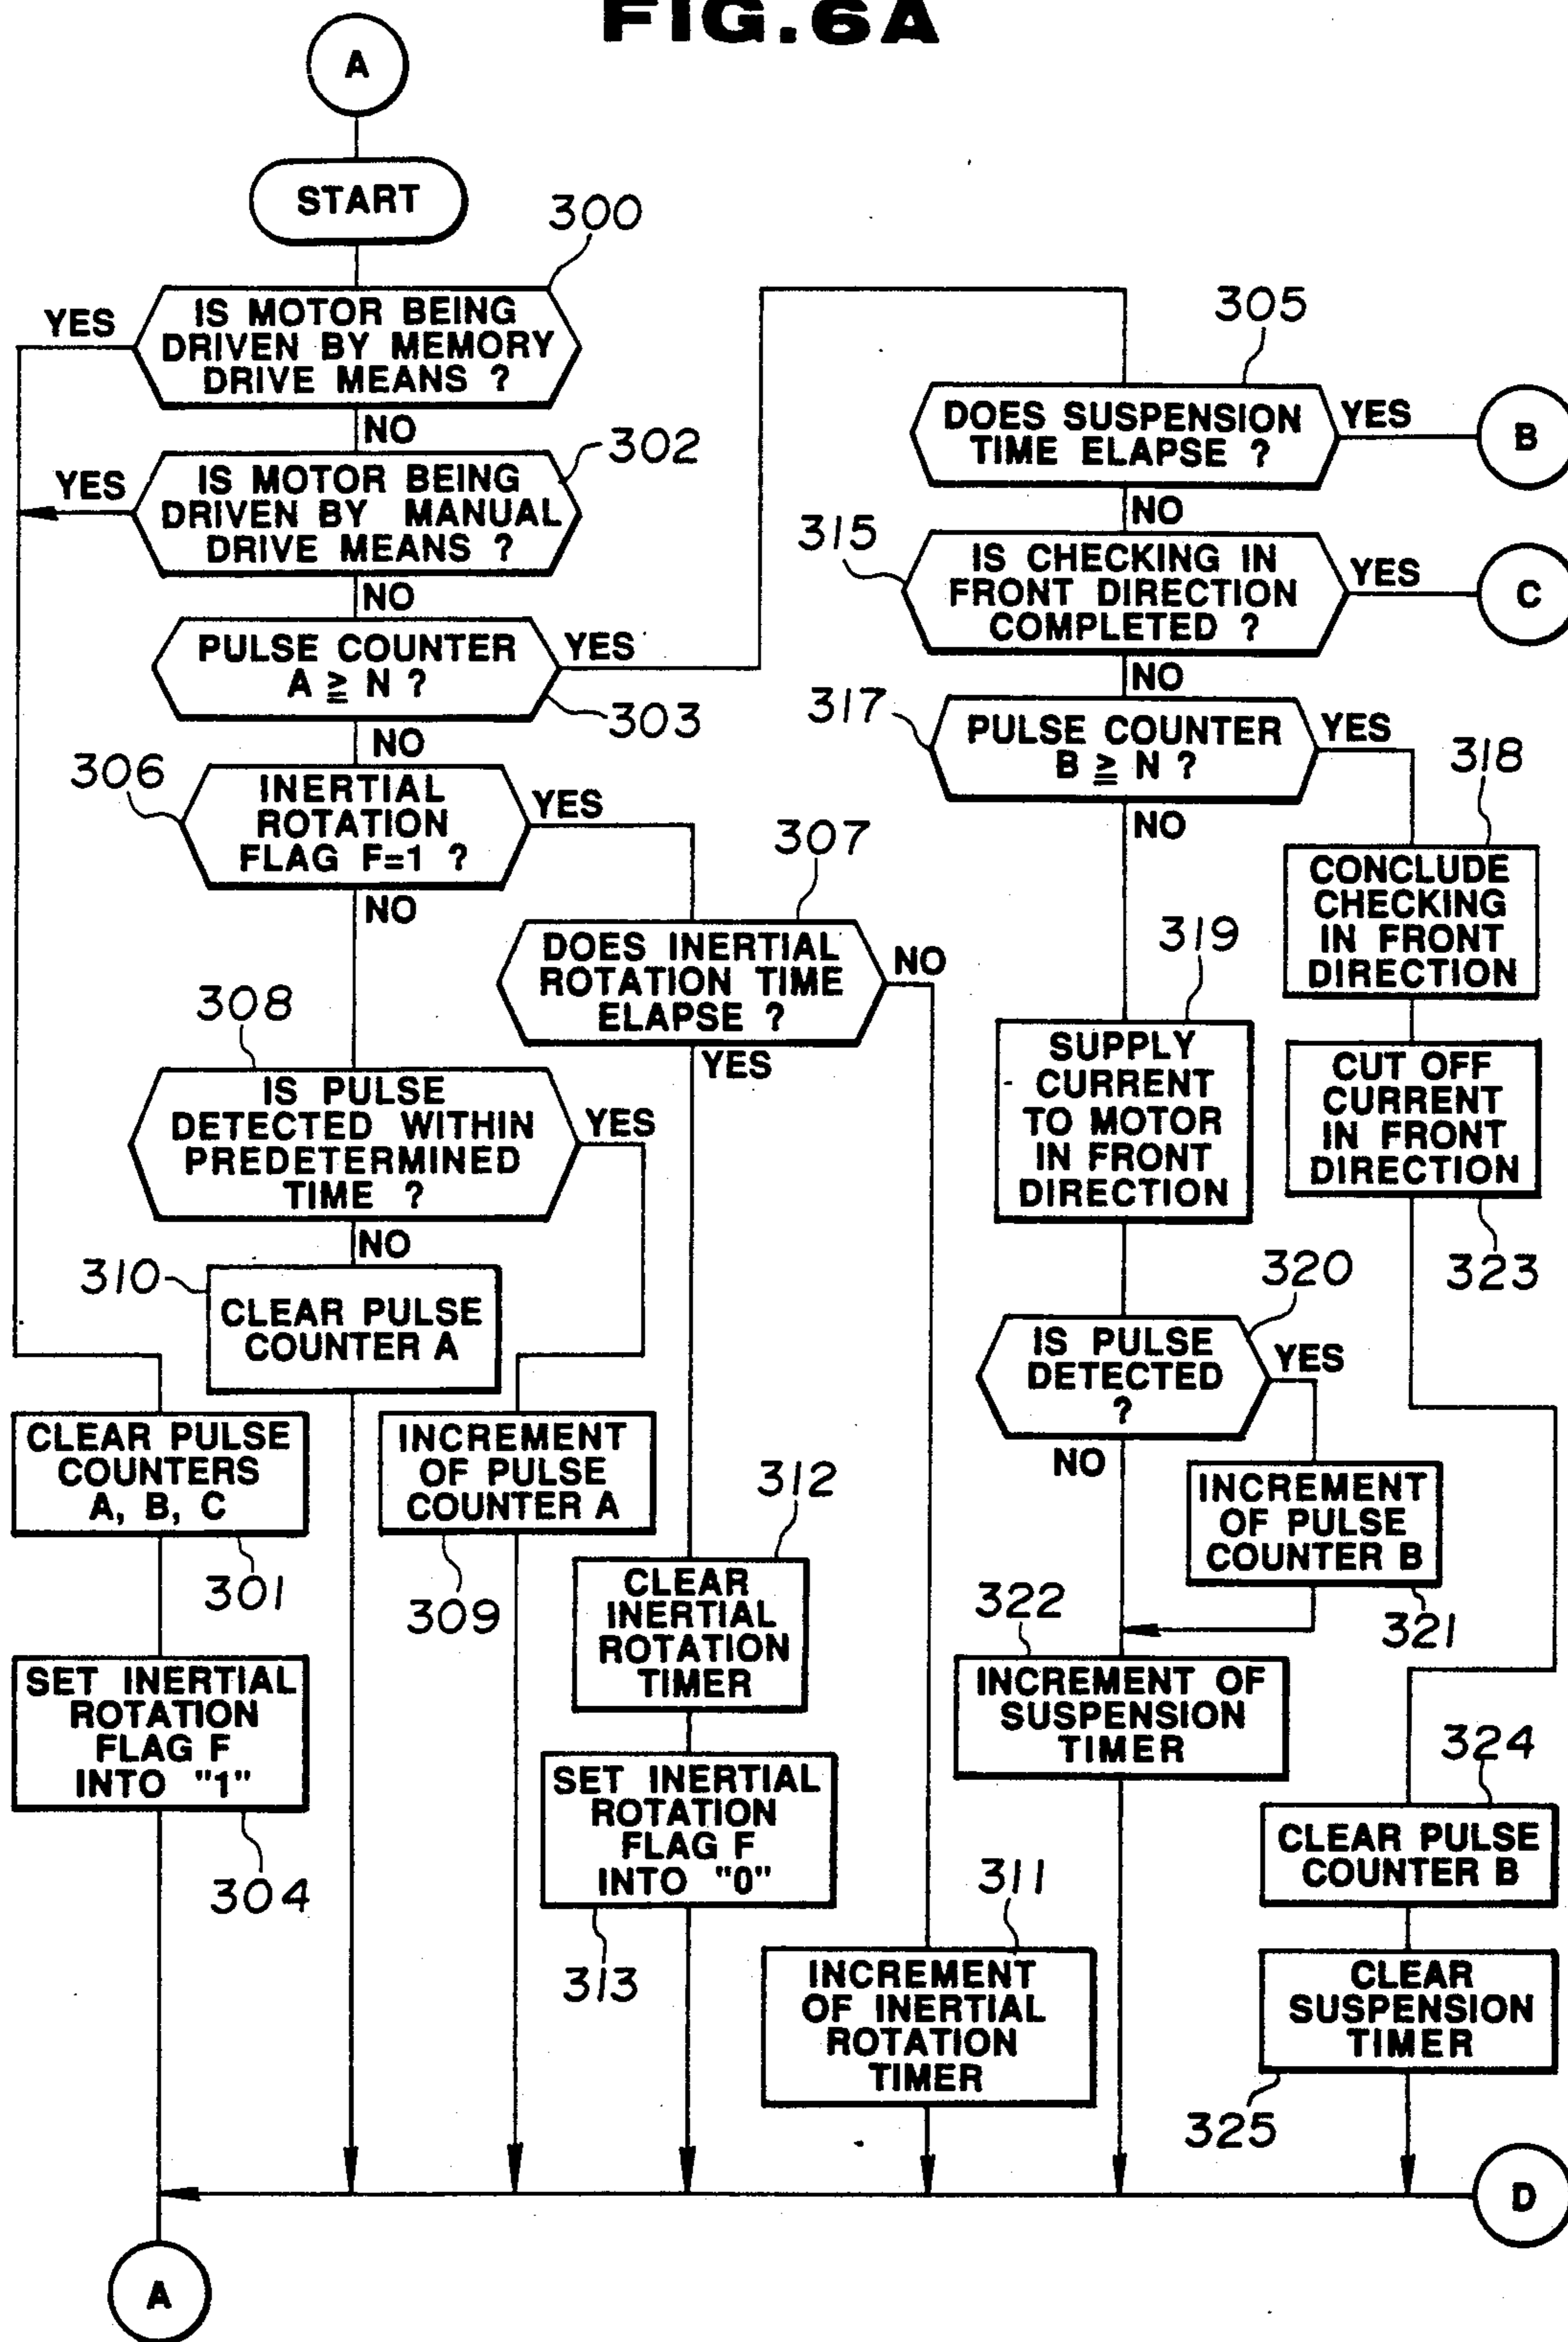 FIG.6A
A
START
300
IS MOTOR BEING
DRIVEN BY MEMORY
DRIVE MEANS ?
YES
NO
302
IS MOTOR BEING
DRIVEN BY MANUAL
DRIVE MEANS ?
YES
NO
PULSE COUNTER
A ≧ N ?
YES
303
NO
306
INERTIAL
ROTATION
FLAG F=1 ?
YES
NO
307
DOES INERTIAL
ROTATION TIME
ELAPSE ?
NO
YES
308
IS PULSE
DETECTED WITHIN
PREDETERMINED
TIME ?
YES
NO
310
CLEAR PULSE
COUNTER A
CLEAR PULSE
COUNTERS
A, B, C
301
INCREMENT
OF PULSE
COUNTER A
309
312
CLEAR
INERTIAL
ROTATION
TIMER
SET INERTIAL
ROTATION
FLAG F
INTO "1"
304
SET INERTIAL
ROTATION
FLAG F
INTO "0"
313
311
INCREMENT
OF INERTIAL
ROTATION
TIMER
305
DOES SUSPENSION
TIME ELAPSE ?
YES
B
NO
315
IS CHECKING IN
FRONT DIRECTION
COMPLETED ?
YES
C
NO
317
PULSE COUNTER
B ≧ N ?
YES
NO
318
CONCLUDE
CHECKING
IN FRONT
DIRECTION
319
SUPPLY
CURRENT
TO MOTOR
IN FRONT
DIRECTION
CUT OFF
CURRENT
IN FRONT
DIRECTION
323
320
IS PULSE
DETECTED
?
YES
NO
INCREMENT
OF PULSE
COUNTER B
321
322
INCREMENT OF
SUSPENSION
TIMER
324
CLEAR PULSE
COUNTER B
CLEAR
SUSPENSION
TIMER
325
D
A